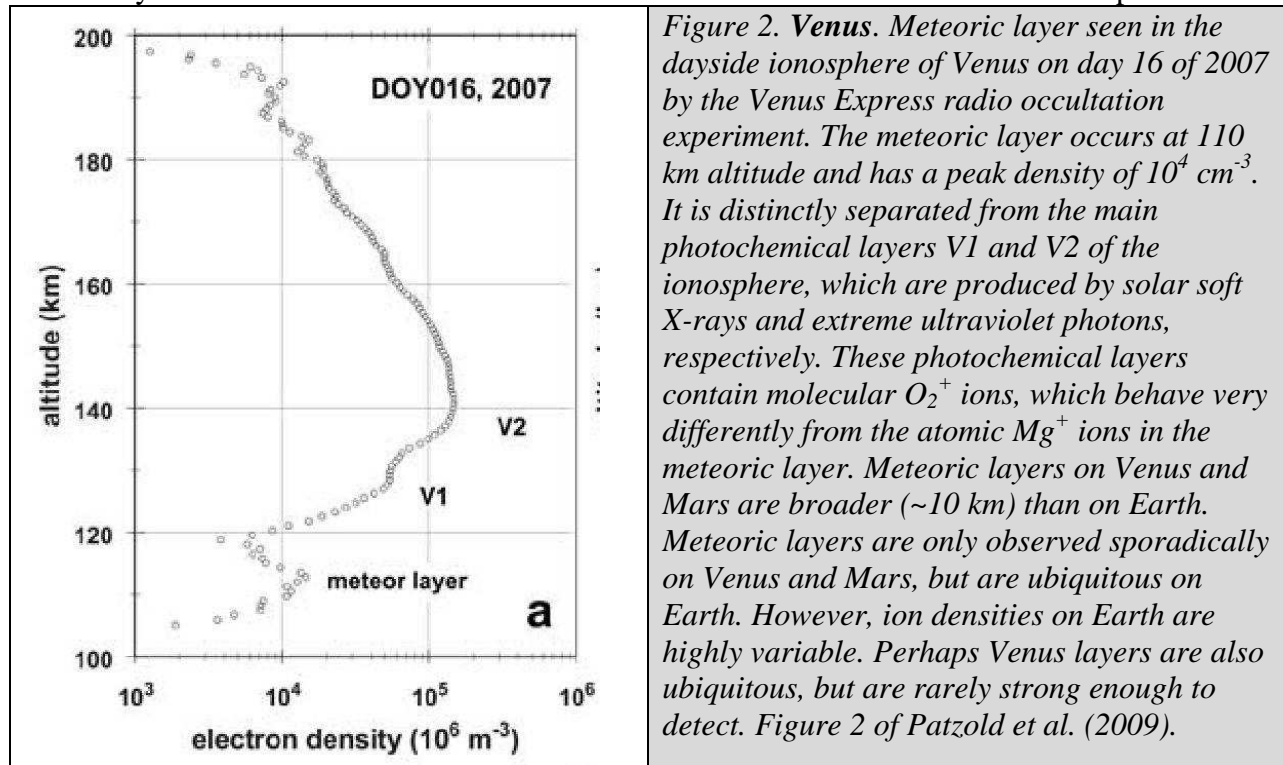 200
180
160
140
120
100
altitude (km)
DOY016, 2007
V2
V1
meteor layer
a
10³ 10⁴ 10⁵ 10⁶
electron density (10⁶ m⁻³)
Figure 2. Venus. Meteoric layer seen in the
dayside ionosphere of Venus on day 16 of 2007
by the Venus Express radio occultation
experiment. The meteoric layer occurs at 110
km altitude and has a peak density of 10⁴ cm⁻³.
It is distinctly separated from the main
photochemical layers V1 and V2 of the
ionosphere, which are produced by solar soft
X-rays and extreme ultraviolet photons,
respectively. These photochemical layers
contain molecular O₂⁺ ions, which behave very
differently from the atomic Mg⁺ ions in the
meteoric layer. Meteoric layers on Venus and
Mars are broader (~10 km) than on Earth.
Meteoric layers are only observed sporadically
on Venus and Mars, but are ubiquitous on
Earth. However, ion densities on Earth are
highly variable. Perhaps Venus layers are also
ubiquitous, but are rarely strong enough to
detect. Figure 2 of Patzold et al. (2009).